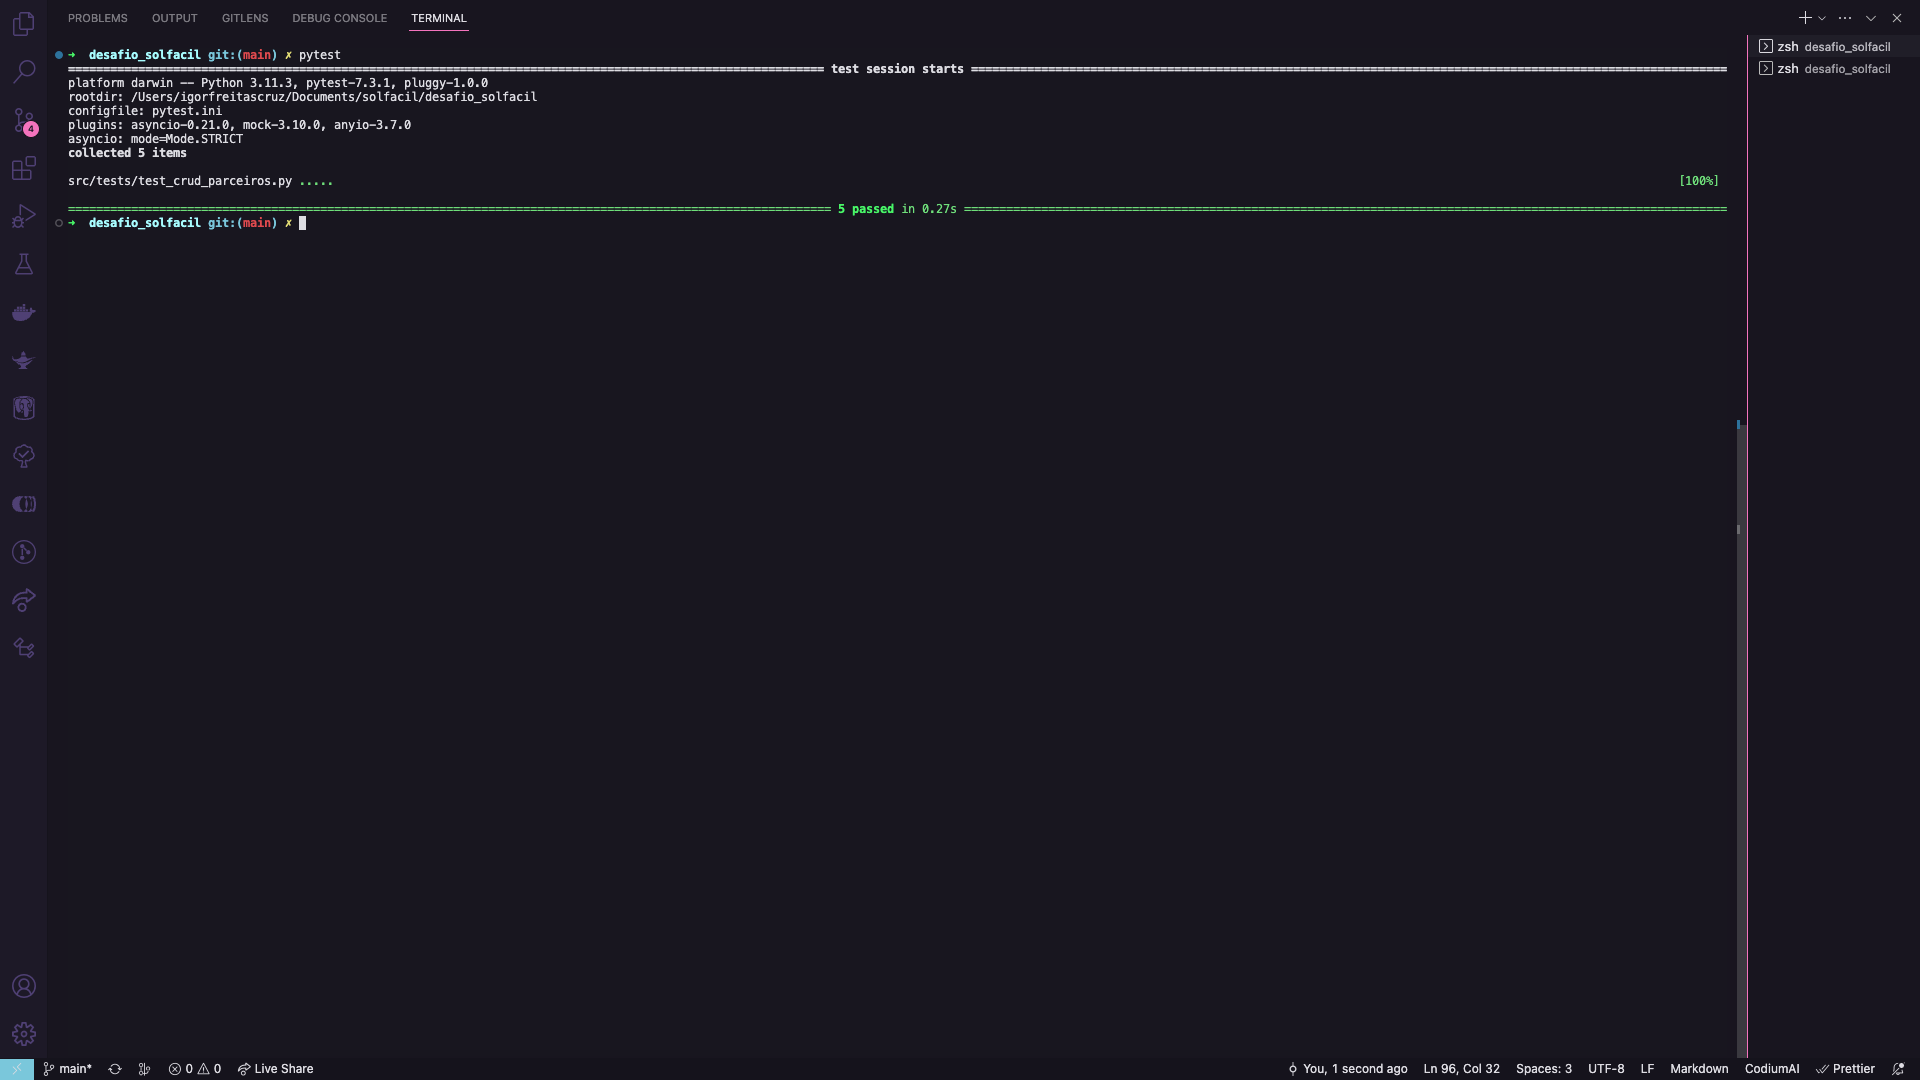 PROBLEMS OUTPUT GITLENS DEBUG CONSOLE TERMINAL
➜ desafio_solfacil git:(main) ✗ pytest
========== test session starts ==========
platform darwin -- Python 3.11.3, pytest-7.3.1, pluggy-1.0.0
rootdir: /Users/igorfreitascruz/Documents/solfacil/desafio_solfacil
configfile: pytest.ini
plugins: asyncio-0.21.0, mock-3.10.0, anyio-3.7.0
asyncio: mode=Mode.STRICT
collected 5 items
src/tests/test_crud_parceiros.py ..... [100%]
========== 5 passed in 0.27s ==========
➜ desafio_solfacil git:(main) ✗
zsh desafio_solfacil
zsh desafio_solfacil
4
main* 0 0 Live Share You, 1 second ago Ln 96, Col 32 Spaces: 3 UTF-8 LF Markdown CodiumAI Prettier